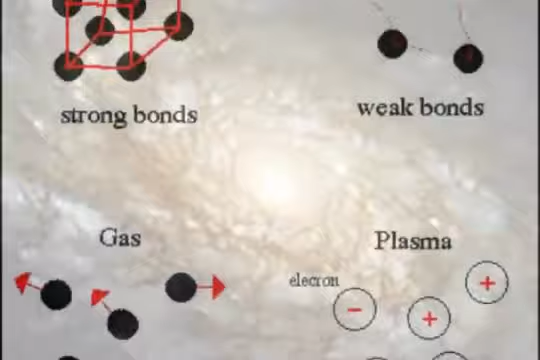 strong bonds
weak bonds
Gas
Plasma
elecron
+
−
+